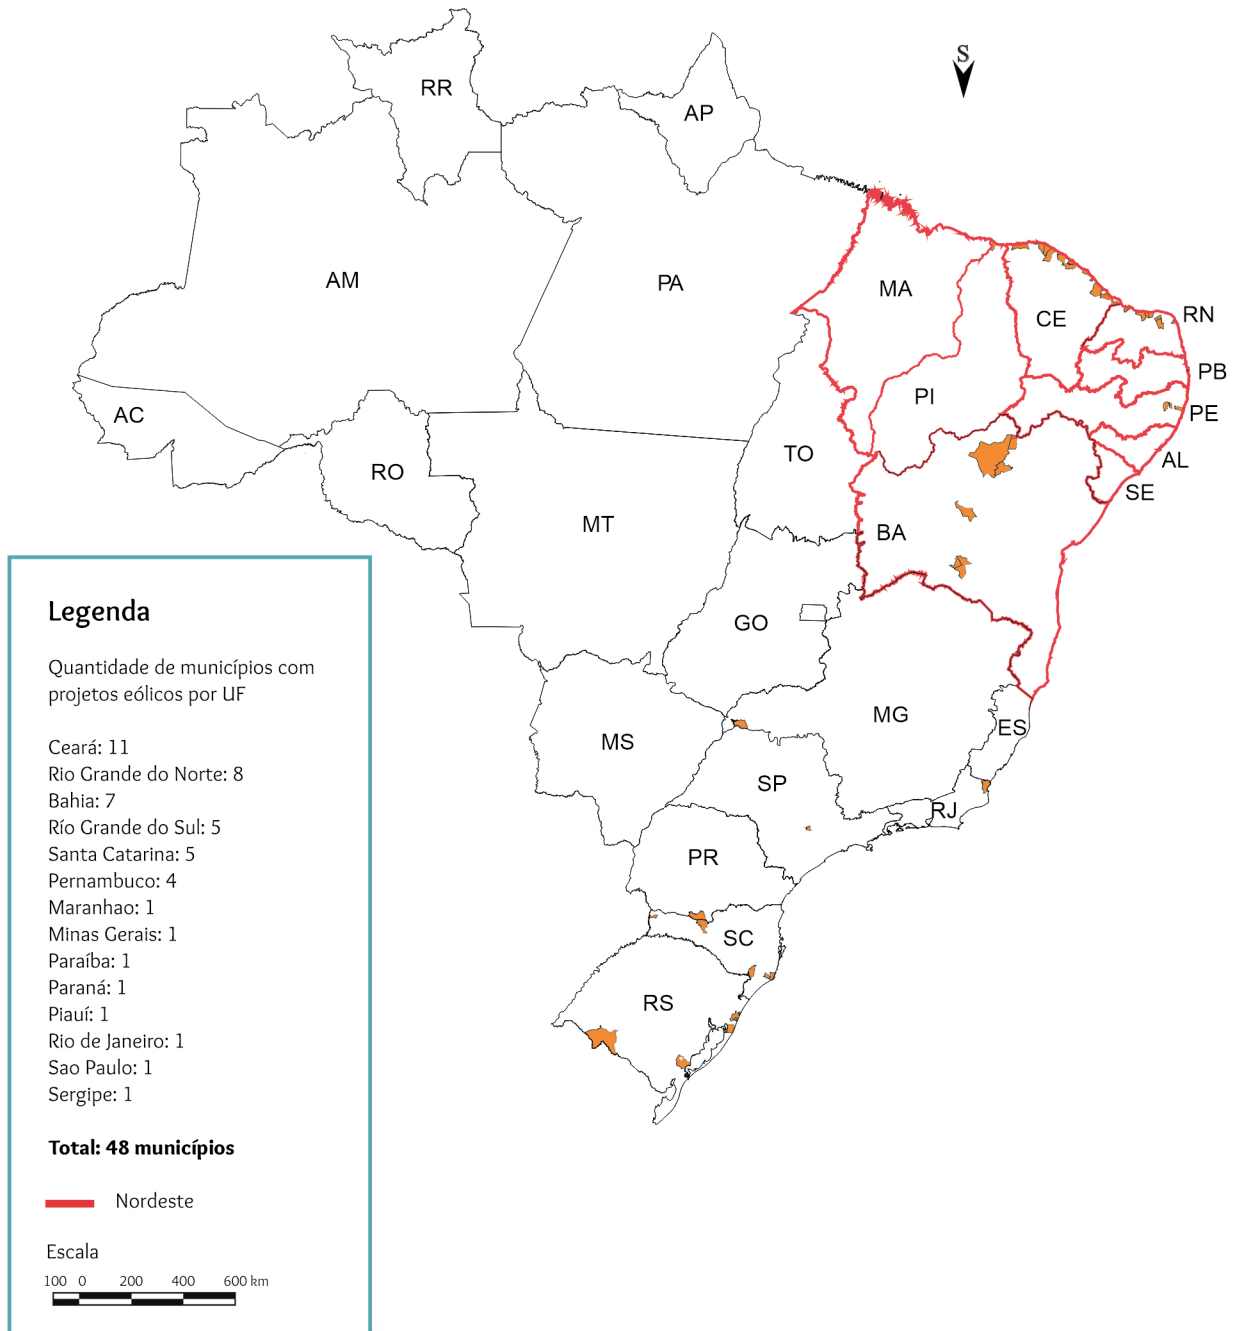 S
RR
AP
AM
PA
MA
CE
RN
PB
PI
PE
AC
TO
AL
RO
SE
MT
BA
GO
MG
ES
MS
SP
RJ
PR
SC
RS
Legenda
Quantidade de municípios com
projetos eólicos por UF
Ceará: 11
Rio Grande do Norte: 8
Bahia: 7
Río Grande do Sul: 5
Santa Catarina: 5
Pernambuco: 4
Maranhao: 1
Minas Gerais: 1
Paraíba: 1
Paraná: 1
Piauí: 1
Rio de Janeiro: 1
Sao Paulo: 1
Sergipe: 1
Total: 48 municípios
Nordeste
Escala
100 0 200 400 600 km